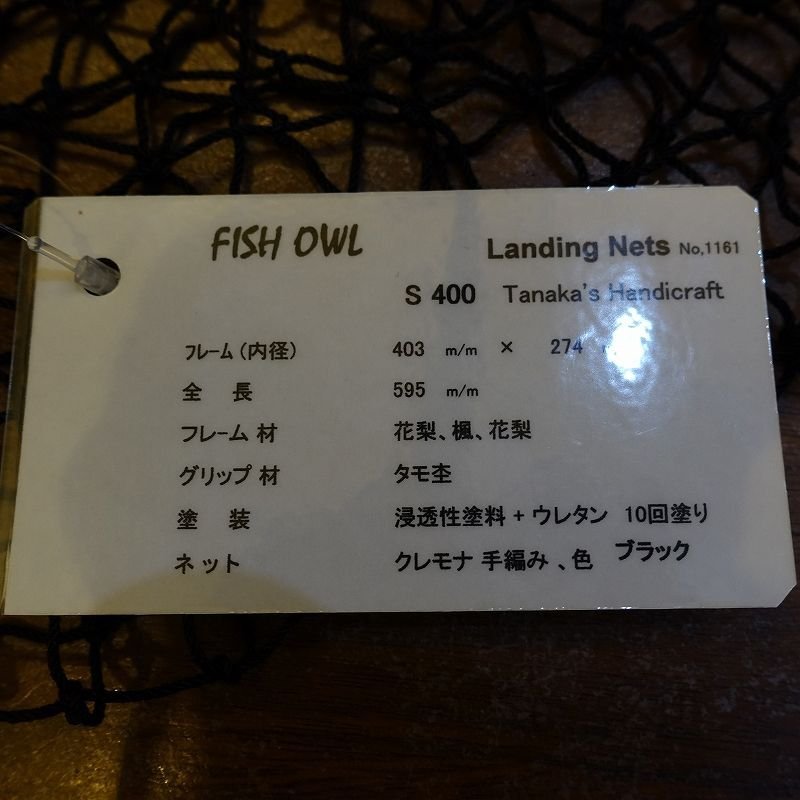 FISH OWL
Landing Nets No,1161
S 400 Tanaka's Handicraft
フレーム（内径） 403 m/m × 274
全 長 595 m/m
フレーム 材 花梨、楓、花梨
グリップ 材 タモ杢
塗 装 浸透性塗料 + ウレタン 10回塗り
ネット クレモナ 手編み 、色 ブラック